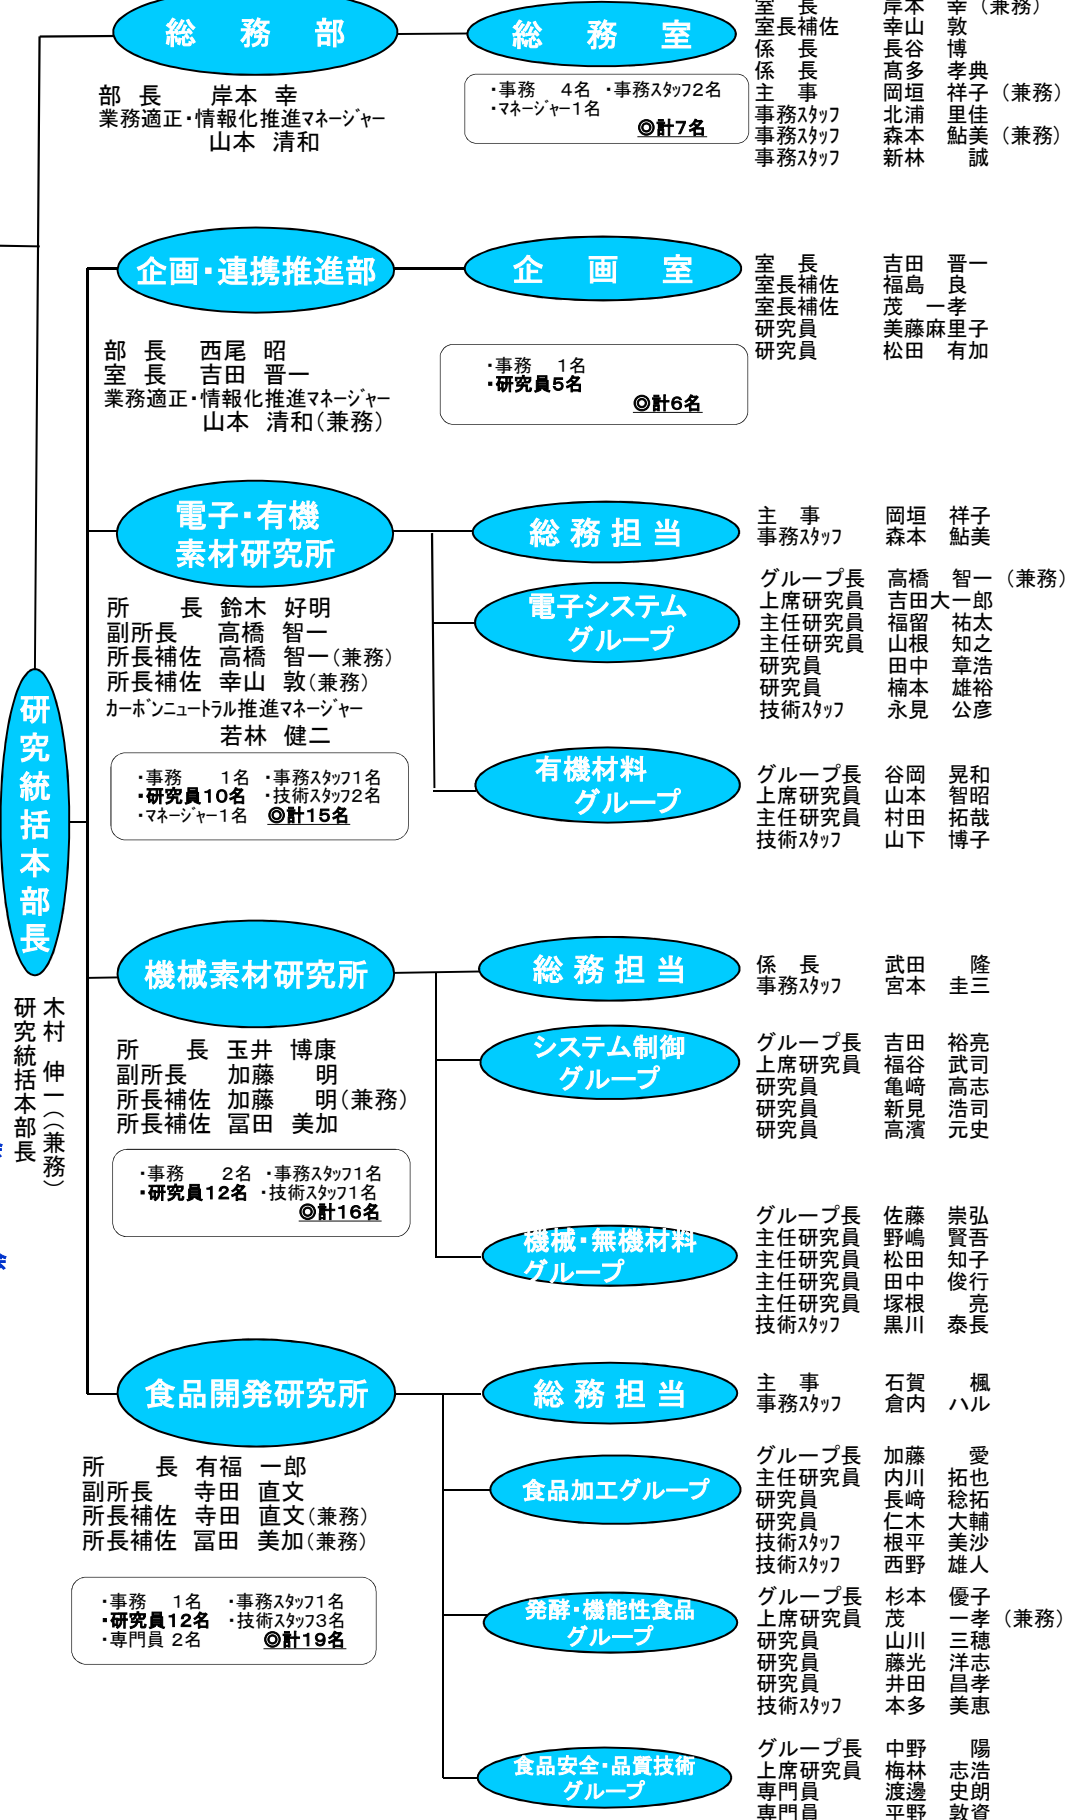 総務部
部長 岸本 幸
業務適正・情報化推進マネージャー
山本 清和
総務室
・事務 4名 ・事務スタッフ2名
・マネージャー1名
◎計7名
室長 岸本 幸（兼務）
室長補佐 幸山 敦
係長 長谷 博
係長 髙多 孝典
主事 岡垣 祥子（兼務）
事務スタッフ 北浦 里佳
事務スタッフ 森本 鮎美（兼務）
事務スタッフ 新林 誠
企画・連携推進部
部長 西尾 昭
室長 吉田 晋一
業務適正・情報化推進マネージャー
山本 清和（兼務）
企画室
・事務 1名
・研究員5名
◎計6名
室長 吉田 晋一
室長補佐 福島 良
室長補佐 茂 一孝
研究員 美藤麻里子
研究員 松田 有加
電子・有機
素材研究所
所長 鈴木 好明
副所長 高橋 智一
所長補佐 高橋 智一（兼務）
所長補佐 幸山 敦（兼務）
カーボンニュートラル推進マネージャー
若林 健二
・事務 1名 ・事務スタッフ1名
・研究員10名 ・技術スタッフ2名
・マネージャー1名 ◎計15名
総務担当
主事 岡垣 祥子
事務スタッフ 森本 鮎美
電子システム
グループ
グループ長 高橋 智一（兼務）
上席研究員 吉田大一郎
主任研究員 福留 祐太
主任研究員 山根 知之
研究員 田中 章浩
研究員 楠本 雄裕
技術スタッフ 永見 公彦
有機材料
グループ
グループ長 谷岡 晃和
上席研究員 山本 智昭
主任研究員 村田 拓哉
技術スタッフ 山下 博子
研究統括本部長
研究統括本部長
木村 伸一（（兼務）
機械素材研究所
所長 玉井 博康
副所長 加藤 明
所長補佐 加藤 明（兼務）
所長補佐 冨田 美加
・事務 2名 ・事務スタッフ1名
・研究員12名 ・技術スタッフ1名
◎計16名
総務担当
係長 武田 隆
事務スタッフ 宮本 圭三
システム制御
グループ
グループ長 吉田 裕亮
上席研究員 福谷 武司
研究員 亀﨑 高志
研究員 新見 浩司
研究員 高濱 元史
機械・無機材料
グループ
グループ長 佐藤 崇弘
主任研究員 野嶋 賢吾
主任研究員 松田 知子
主任研究員 田中 俊行
主任研究員 塚根 亮
技術スタッフ 黒川 泰長
食品開発研究所
所長 有福 一郎
副所長 寺田 直文
所長補佐 寺田 直文（兼務）
所長補佐 冨田 美加（兼務）
・事務 1名 ・事務スタッフ1名
・研究員12名 ・技術スタッフ3名
・専門員 2名 ◎計19名
総務担当
主事 石賀 楓
事務スタッフ 倉内 ハル
食品加工グループ
グループ長 加藤 愛
主任研究員 内川 拓也
研究員 長﨑 稔拓
研究員 仁木 大輔
技術スタッフ 根平 美沙
技術スタッフ 西野 雄人
発酵・機能性食品
グループ
グループ長 杉本 優子
上席研究員 茂 一孝（兼務）
研究員 山川 三穂
研究員 藤光 洋志
研究員 井田 昌孝
技術スタッフ 本多 美恵
食品安全・品質技術
グループ
グループ長 中野 陽
上席研究員 梅林 志浩
専門員 渡邊 史朗
専門員 平野 敦資